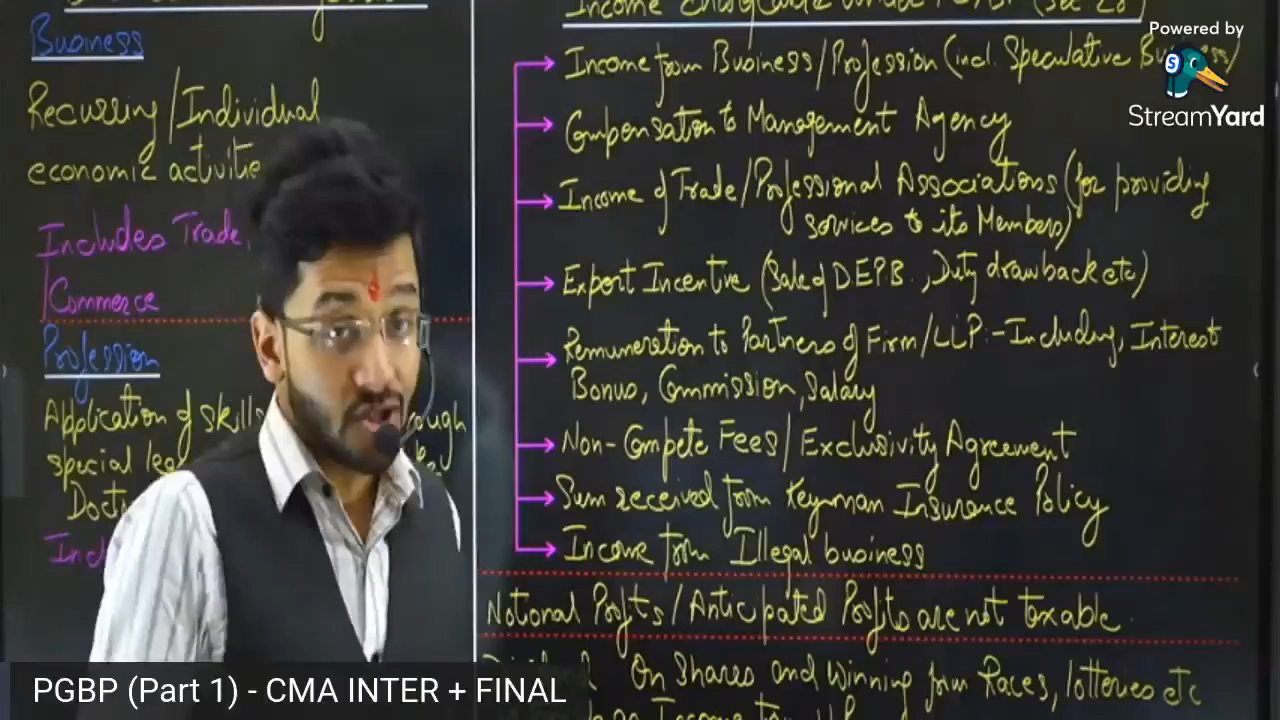 Business
Recurring/Individual
economic activitie
Includes Trade,
Commerce
Profession
Application of skills
special
Income Under (Sec 28)
Income from Business/Profession (incl. Speculative Business)
Compensation to Management Agency
Income of Trade/Professional Associations (for providing
services to its Members)
Export Incentive (Sale of D.E.P.B., Duty drawback etc)
Remuneration to Partners of Firm/LLP:-Including, Interest
Bonus, Commission, Salary
Non-Compete Fees/Exclusivity Agreement
Sum received from Keyman Insurance Policy
Income from Illegal business
Notional Profits/Anticipated Profits are not taxable.
On Shares and Winning from Races, lotteries etc
Powered by
StreamYard
PGBP (Part 1) - CMA INTER + FINAL